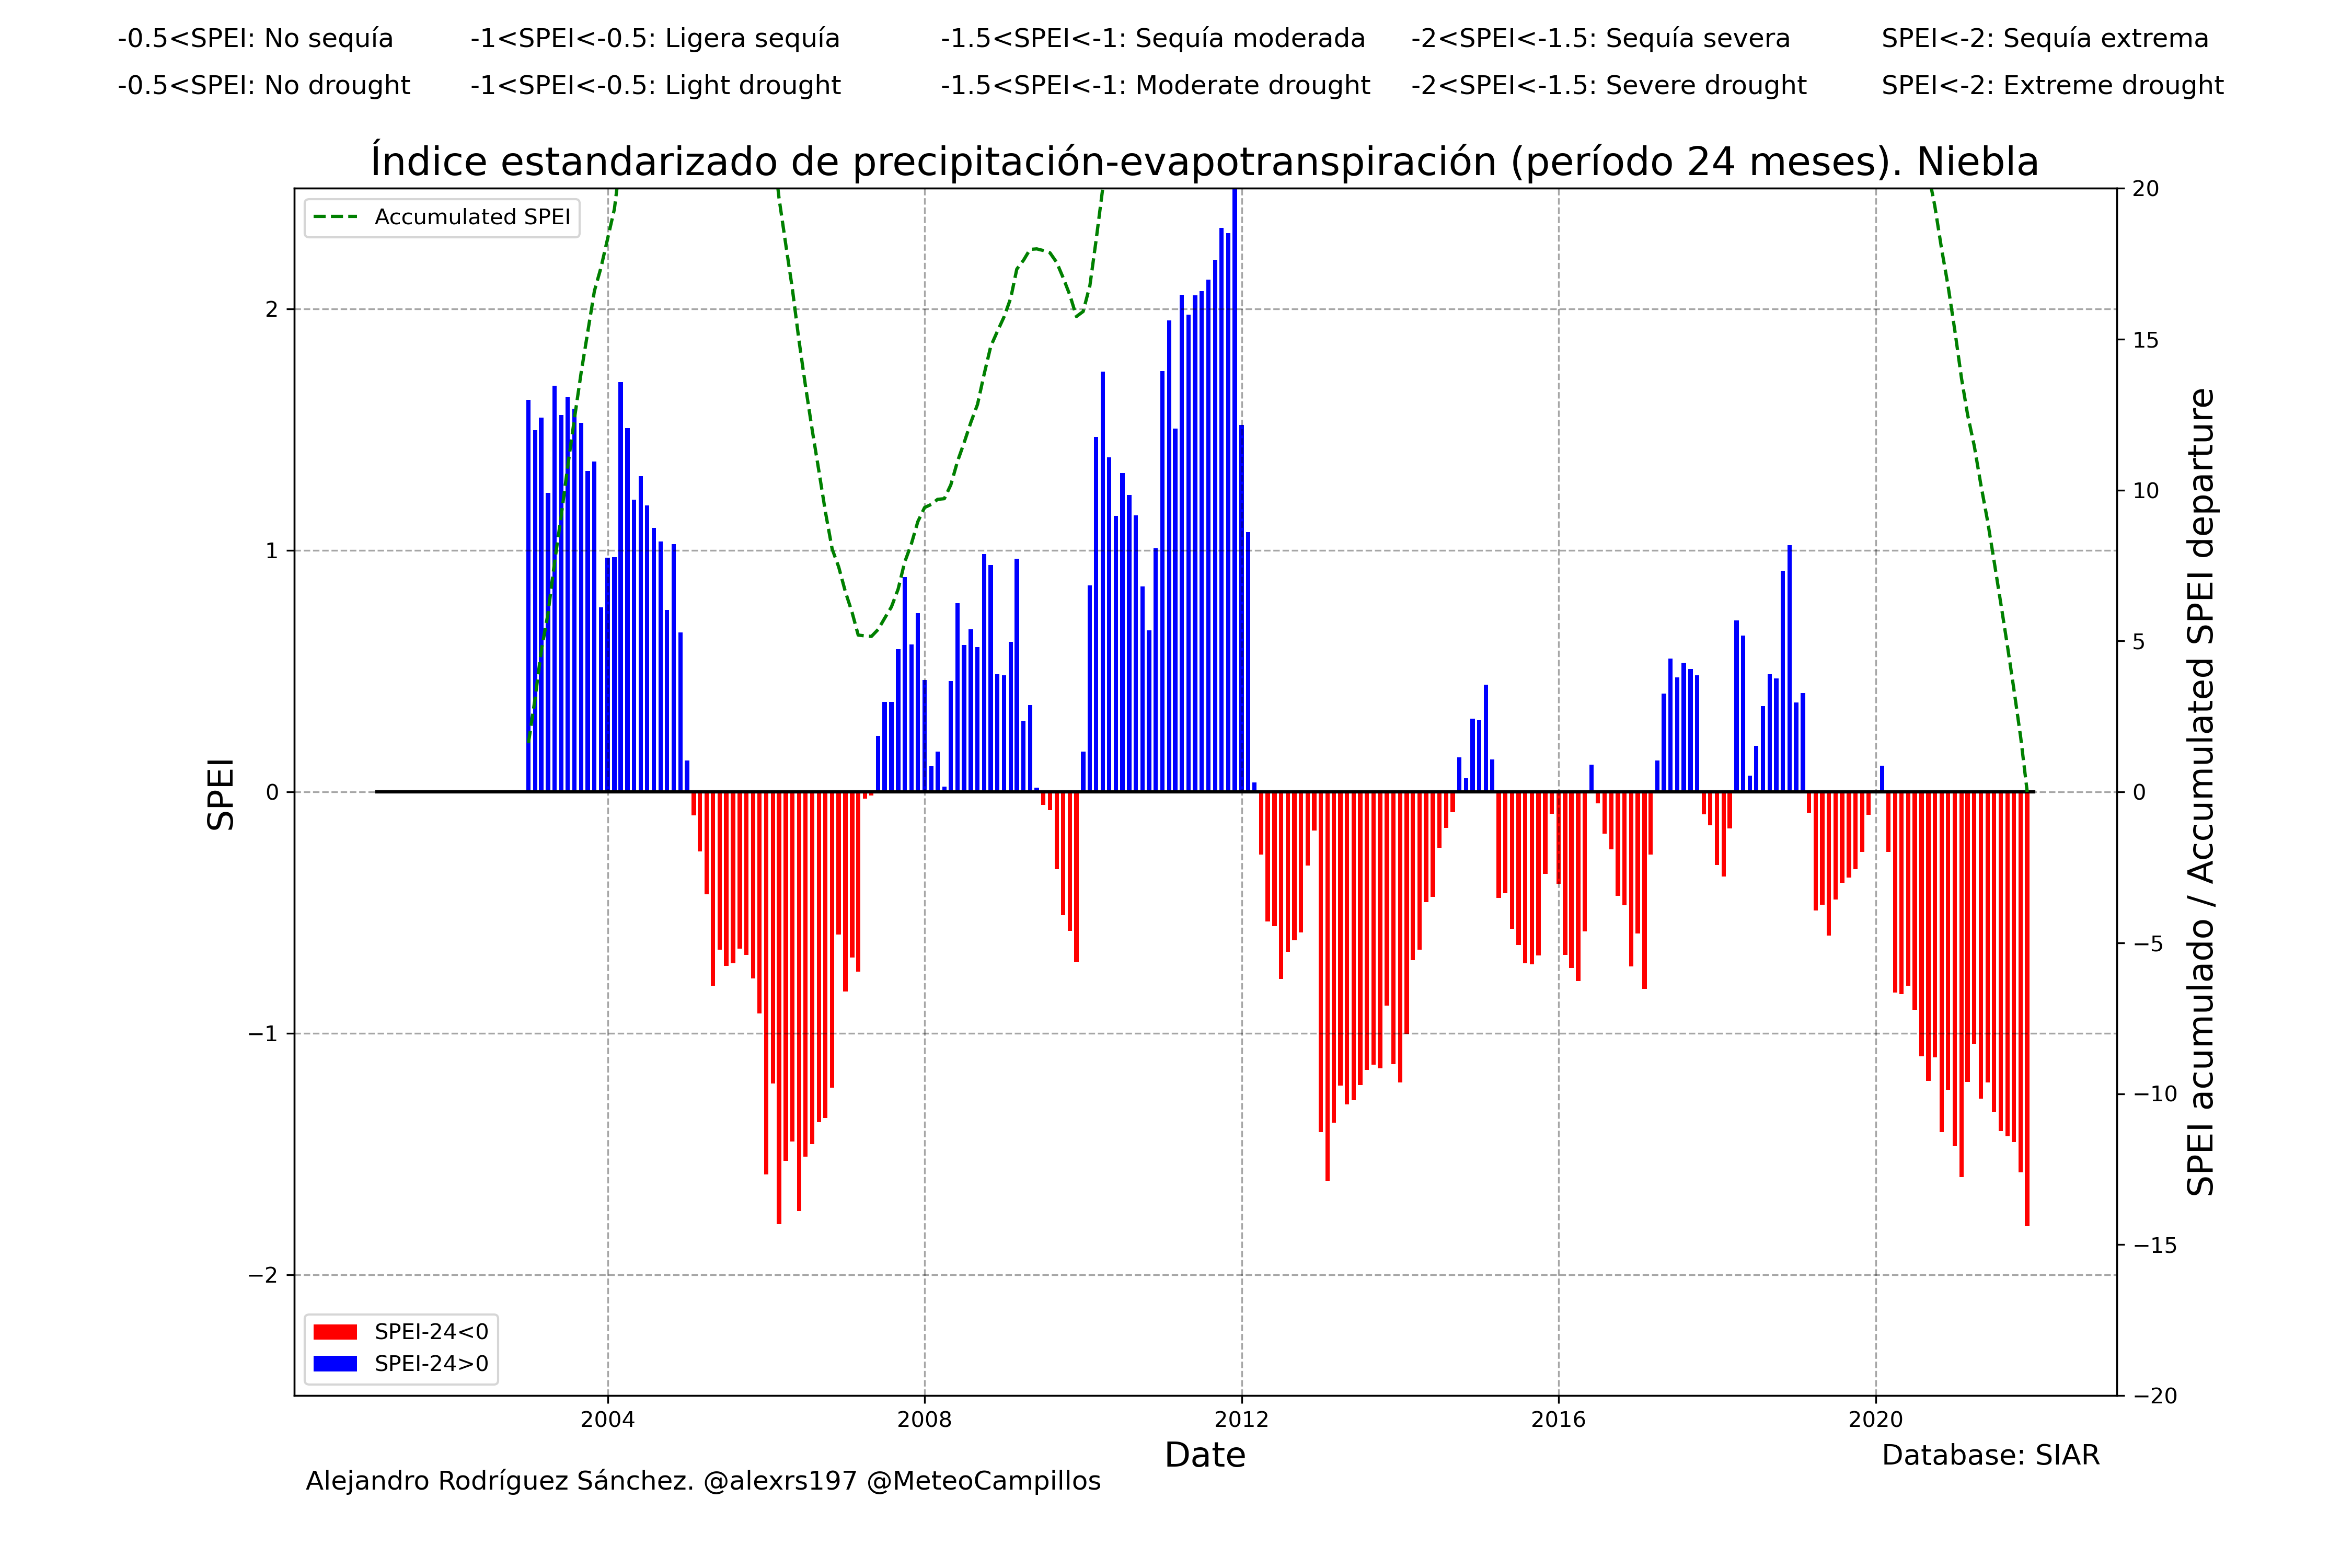 -0.5<SPEI: No sequía -1<SPEI<-0.5: Ligera sequía -1.5<SPEI<-1: Sequía moderada -2<SPEI<-1.5: Sequía severa SPEI<-2: Sequía extrema
-0.5<SPEI: No drought -1<SPEI<-0.5: Light drought -1.5<SPEI<-1: Moderate drought -2<SPEI<-1.5: Severe drought SPEI<-2: Extreme drought
Índice estandarizado de precipitación-evapotranspiración (período 24 meses). Niebla
Accumulated SPEI
SPEI
2
1
0
−1
−2
20
15
10
5
0
−5
−10
−15
−20
SPEI acumulado / Accumulated SPEI departure
SPEI-24<0
SPEI-24>0
2004 2008 2012 2016 2020
Date
Database: SIAR
Alejandro Rodríguez Sánchez. @alexrs197 @MeteoCampillos